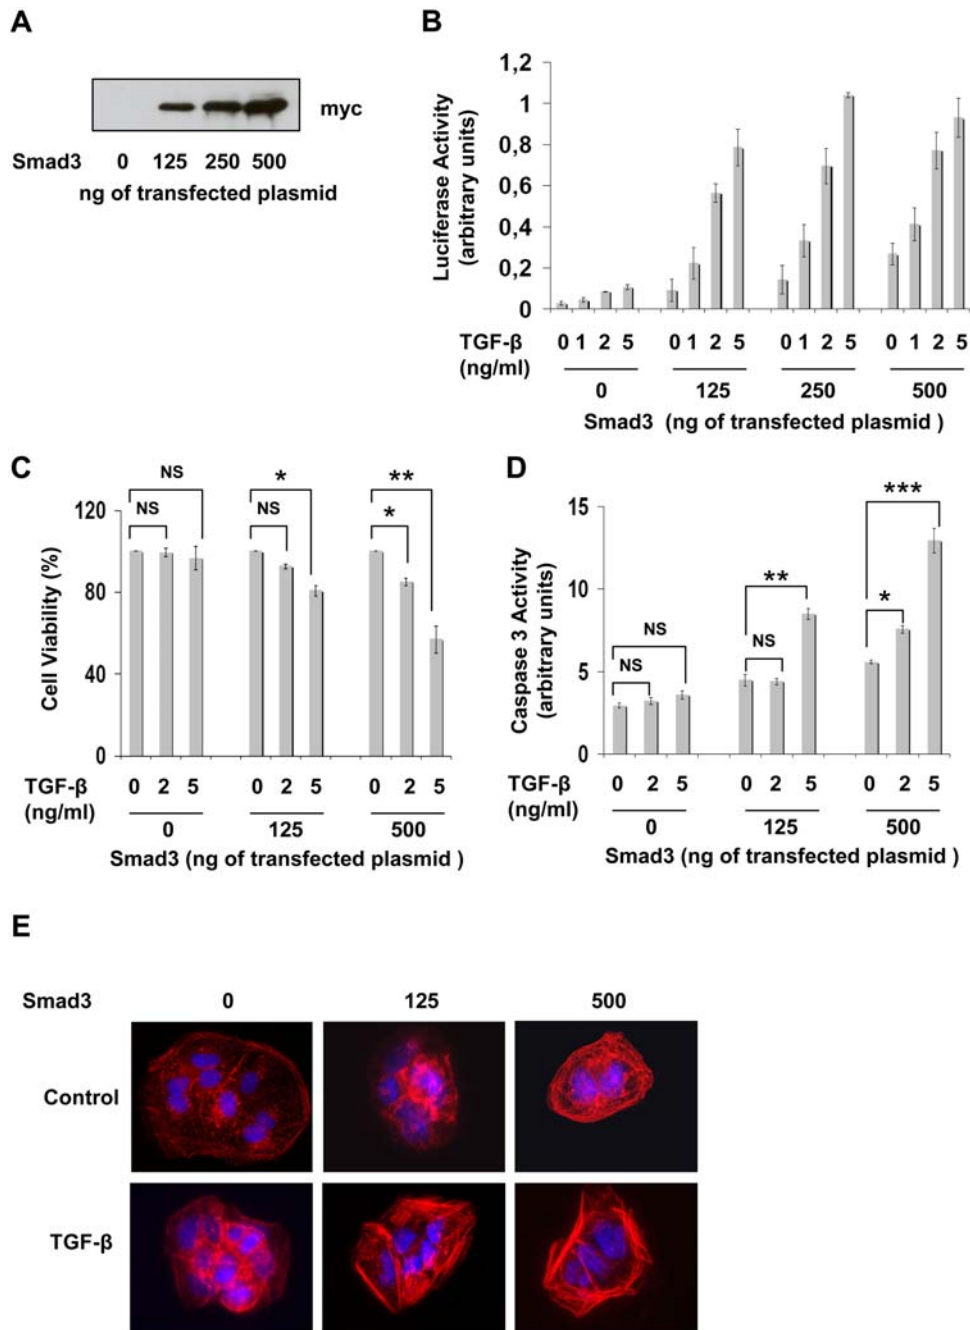 A
myc
Smad3 0 125 250 500
ng of transfected plasmid
B
Luciferase Activity
(arbitrary units)
1,2
1
0,8
0,6
0,4
0,2
0
TGF-β 0 1 2 5 0 1 2 5 0 1 2 5 0 1 2 5
(ng/ml)
0 125 250 500
Smad3 (ng of transfected plasmid )
C
Cell Viability (%)
120
80
40
0
NS
NS
*
NS
**
*
TGF-β 0 2 5 0 2 5 0 2 5
(ng/ml)
0 125 500
Smad3 (ng of transfected plasmid )
D
Caspase 3 Activity
(arbitrary units)
15
10
5
0
NS
NS
**
NS
***
*
TGF-β 0 2 5 0 2 5 0 2 5
(ng/ml)
0 125 500
Smad3 (ng of transfected plasmid )
E
Smad3 0 125 500
Control
TGF-β